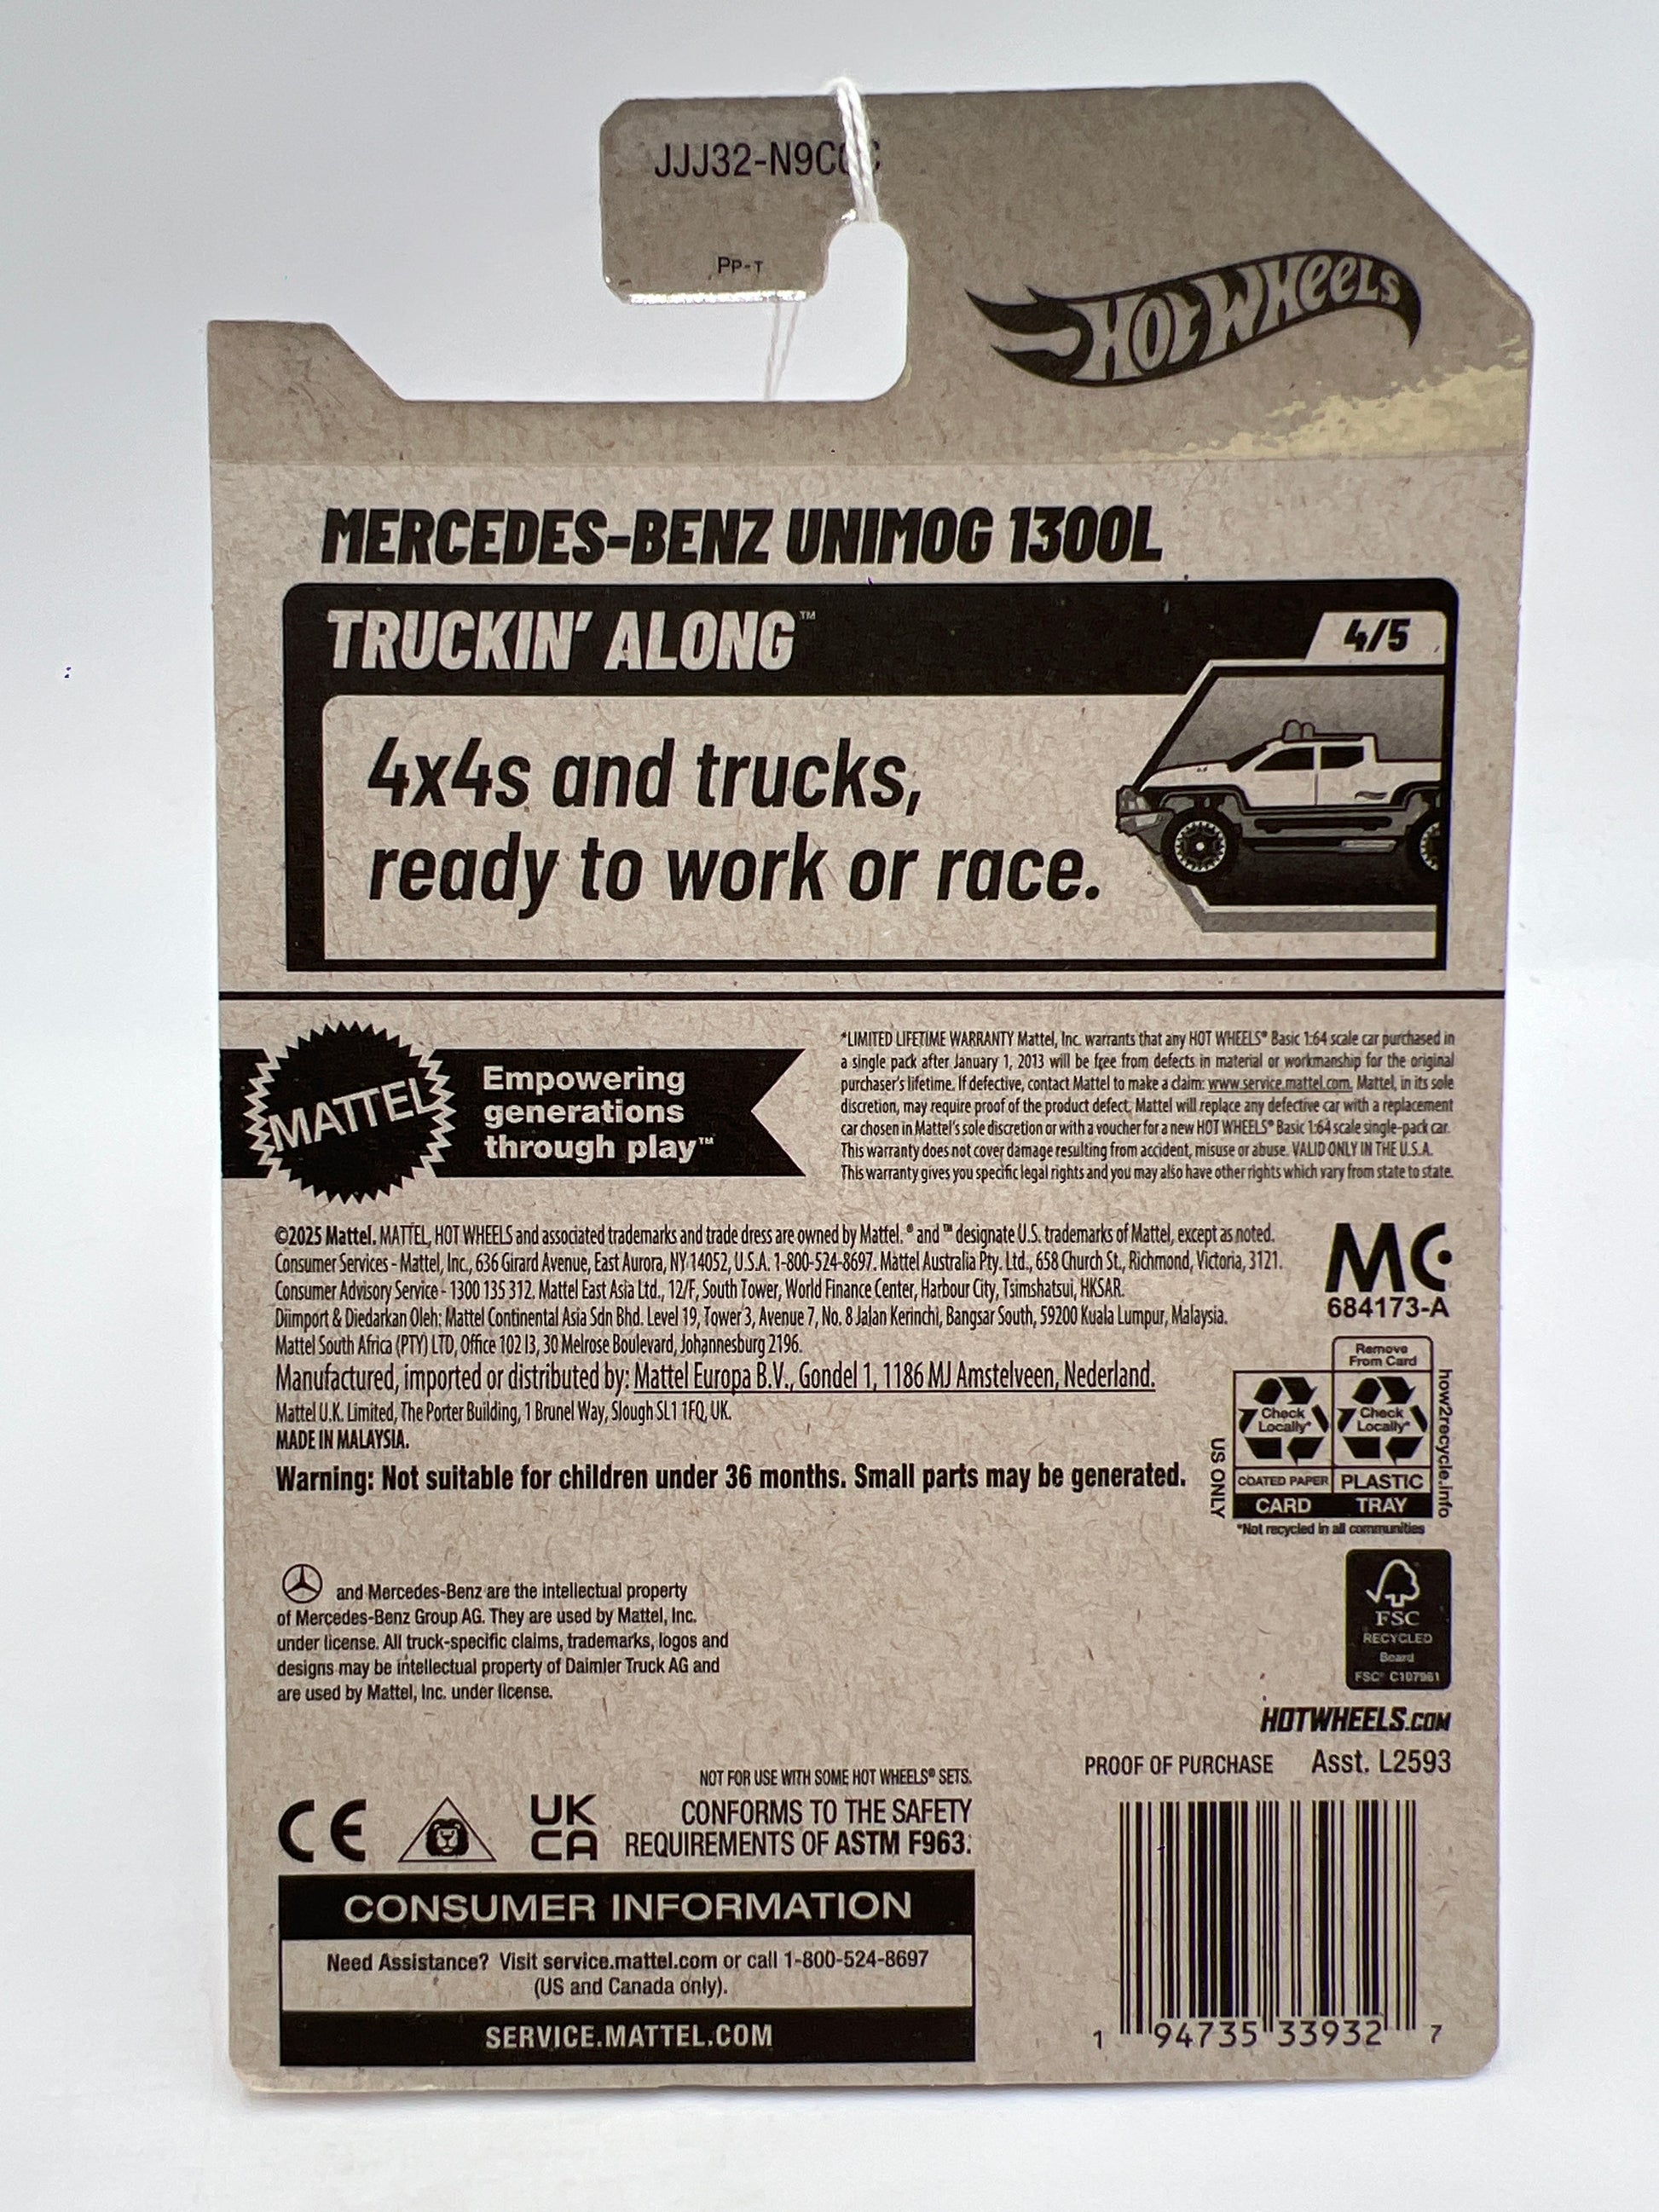 JJJ32-N9C
PP-T
HOT WHEELS
MERCEDES-BENZ UNIMOG 1300L
TRUCKIN' ALONG™
4/5
4x4s and trucks,
ready to work or race.
MATTEL
Empowering
generations
through play™
*LIMITED LIFETIME WARRANTY Mattel, Inc. warrants that any HOT WHEELS® Basic 1:64 scale car purchased in
a single pack after January 1, 2013 will be free from defects in material or workmanship for the original
purchaser's lifetime. If defective, contact Mattel to make a claim: www.service.mattel.com. Mattel, in its sole
discretion, may require proof of the product defect. Mattel will replace any defective car with a replacement
car chosen in Mattel's sole discretion or with a voucher for a new HOT WHEELS® Basic 1:64 scale single-pack car.
This warranty does not cover damage resulting from accident, misuse or abuse. VALID ONLY IN THE U.S.A.
This warranty gives you specific legal rights and you may also have other rights which vary from state to state.
©2025 Mattel. MATTEL, HOT WHEELS and associated trademarks and trade dress are owned by Mattel. ® and ™ designate U.S. trademarks of Mattel, except as noted.
Consumer Services - Mattel, Inc., 636 Girard Avenue, East Aurora, NY 14052, U.S.A. 1-800-524-8697. Mattel Australia Pty. Ltd., 658 Church St., Richmond, Victoria, 3121.
Consumer Advisory Service - 1300 135 312. Mattel East Asia Ltd., 12/F, South Tower, World Finance Center, Harbour City, Tsimshatsui, HKSAR.
Diimport & Diedarkan Oleh: Mattel Continental Asia Sdn Bhd. Level 19, Tower 3, Avenue 7, No. 8 Jalan Kerinchi, Bangsar South, 59200 Kuala Lumpur, Malaysia.
Mattel South Africa (PTY) LTD, Office 102 I3, 30 Melrose Boulevard, Johannesburg 2196.
Manufactured, imported or distributed by: Mattel Europa B.V., Gondel 1, 1186 MJ Amstelveen, Nederland.
Mattel U.K. Limited, The Porter Building, 1 Brunel Way, Slough SL1 1FQ, UK.
MADE IN MALAYSIA.
Warning: Not suitable for children under 36 months. Small parts may be generated.
MC
684173-A
Remove
From Card
Check
Locally*
Check
Locally*
COATED PAPER
PLASTIC
CARD
TRAY
US ONLY
how2recycle.info
*Not recycled in all communities
and Mercedes-Benz are the intellectual property
of Mercedes-Benz Group AG. They are used by Mattel, Inc.
under license. All truck-specific claims, trademarks, logos and
designs may be intellectual property of Daimler Truck AG and
are used by Mattel, Inc. under license.
FSC
RECYCLED
Board
FSC® C107961
HOTWHEELS.COM
PROOF OF PURCHASE Asst. L2593
NOT FOR USE WITH SOME HOT WHEELS® SETS.
CE
UK
CA
CONFORMS TO THE SAFETY
REQUIREMENTS OF ASTM F963.
CONSUMER INFORMATION
Need Assistance? Visit service.mattel.com or call 1-800-524-8697
(US and Canada only).
SERVICE.MATTEL.COM
1 94735 33932 7